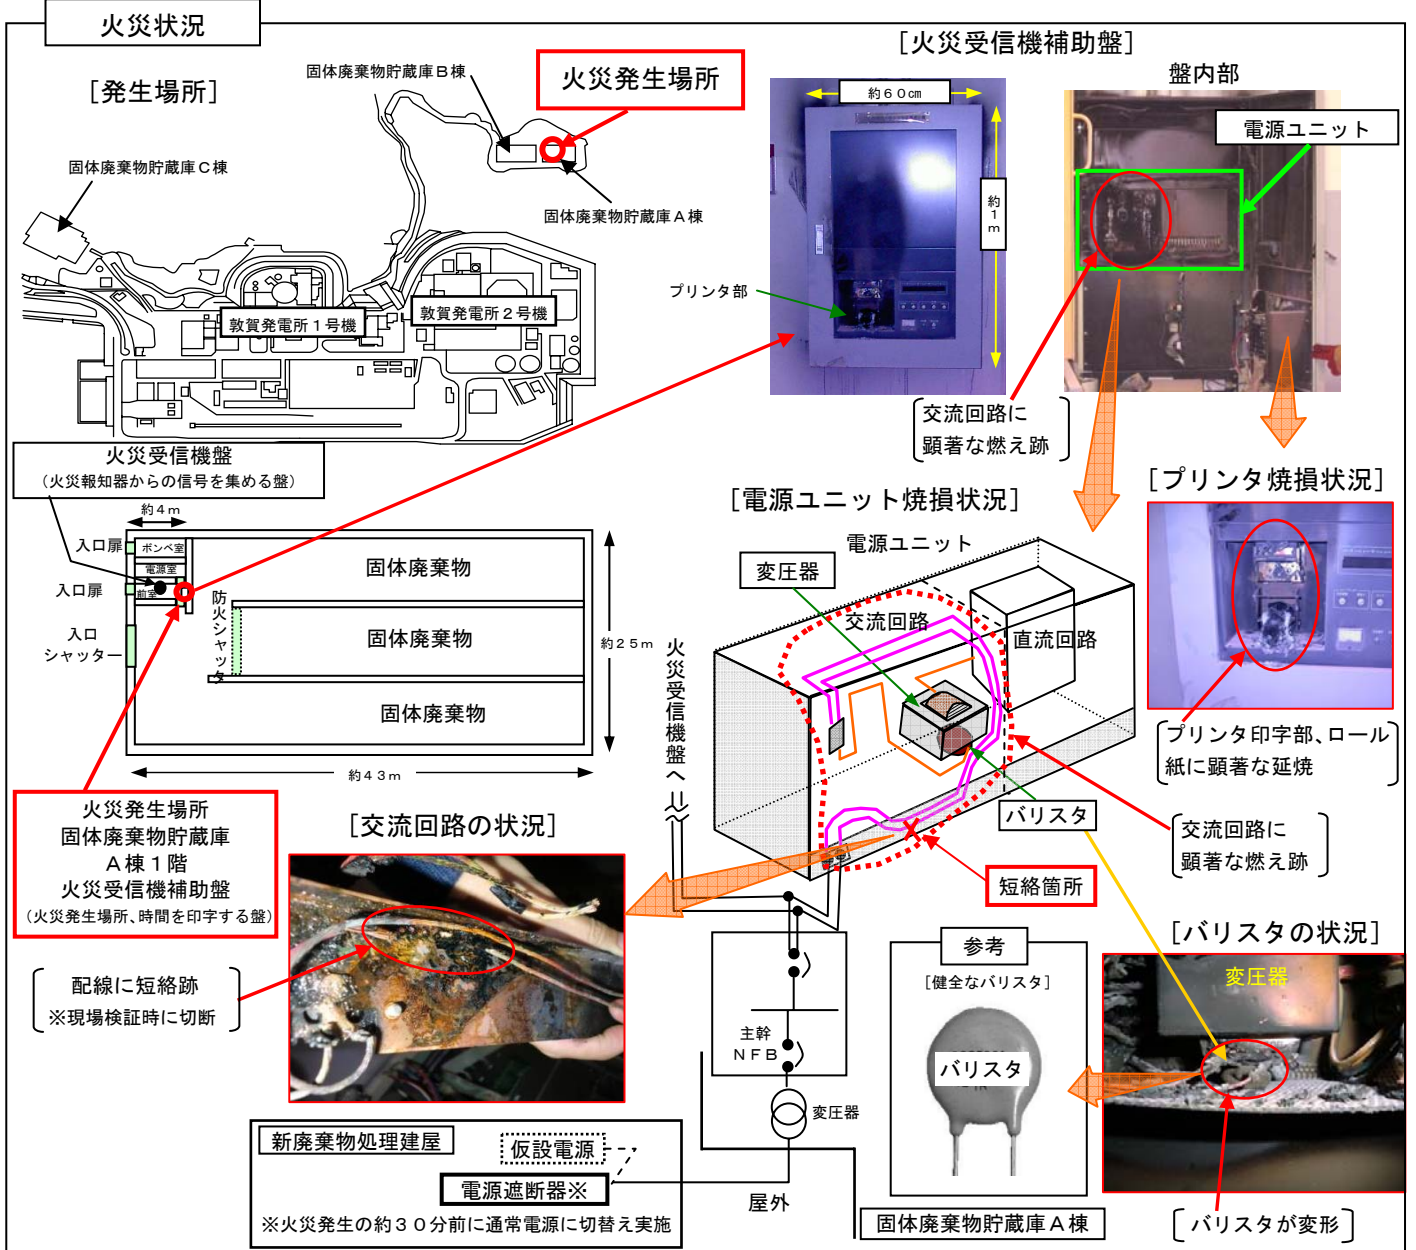 火災状況
[発生場所]
固体廃棄物貯蔵庫B棟
火災発生場所
固体廃棄物貯蔵庫C棟
固体廃棄物貯蔵庫A棟
敦賀発電所1号機
敦賀発電所2号機
[火災受信機補助盤]
約60㎝
約1m
プリンタ部
盤内部
電源ユニット
交流回路に
顕著な燃え跡
火災受信機盤
(火災報知器からの信号を集める盤)
約4m
入口扉
ボンベ室
電源室
入口扉
前室
入口
シャッター
防火シャッタ
固体廃棄物
固体廃棄物
固体廃棄物
約25m
約43m
火災発生場所
固体廃棄物貯蔵庫
A棟1階
火災受信機補助盤
(火災発生場所、時間を印字する盤)
[電源ユニット焼損状況]
電源ユニット
変圧器
交流回路
直流回路
火災受信機盤へ
バリスタ
短絡箇所
交流回路に
顕著な燃え跡
[プリンタ焼損状況]
プリンタ印字部、ロール
紙に顕著な延焼
[交流回路の状況]
配線に短絡跡
※現場検証時に切断
主幹
NFB
変圧器
屋外
新廃棄物処理建屋
仮設電源
電源遮断器※
※火災発生の約30分前に通常電源に切替え実施
参考
[健全なバリスタ]
バリスタ
固体廃棄物貯蔵庫A棟
[バリスタの状況]
変圧器
バリスタが変形